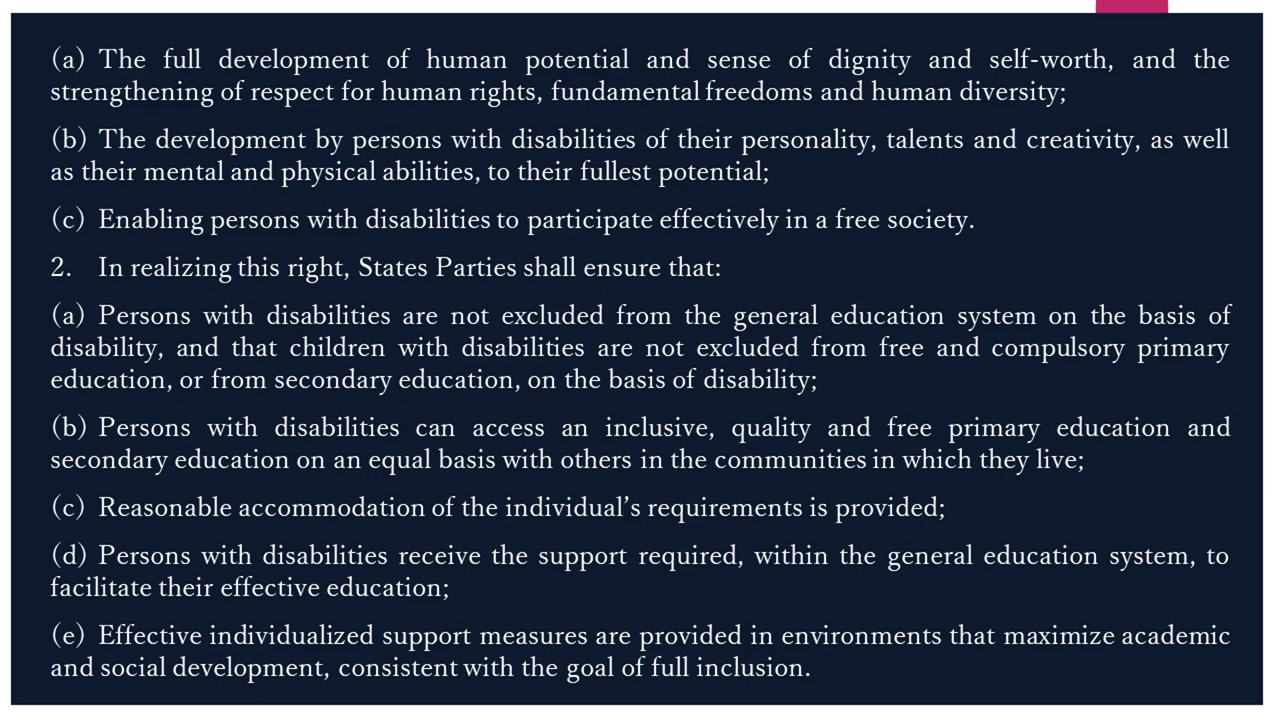 (a) The full development of human potential and sense of dignity and self-worth, and the
strengthening of respect for human rights, fundamental freedoms and human diversity;
(b) The development by persons with disabilities of their personality, talents and creativity, as well
as their mental and physical abilities, to their fullest potential;
(c) Enabling persons with disabilities to participate effectively in a free society.
2. In realizing this right, States Parties shall ensure that:
(a) Persons with disabilities are not excluded from the general education system on the basis of
disability, and that children with disabilities are not excluded from free and compulsory primary
education, or from secondary education, on the basis of disability;
(b) Persons with disabilities can access an inclusive, quality and free primary education and
secondary education on an equal basis with others in the communities in which they live;
(c) Reasonable accommodation of the individual’s requirements is provided;
(d) Persons with disabilities receive the support required, within the general education system, to
facilitate their effective education;
(e) Effective individualized support measures are provided in environments that maximize academic
and social development, consistent with the goal of full inclusion.